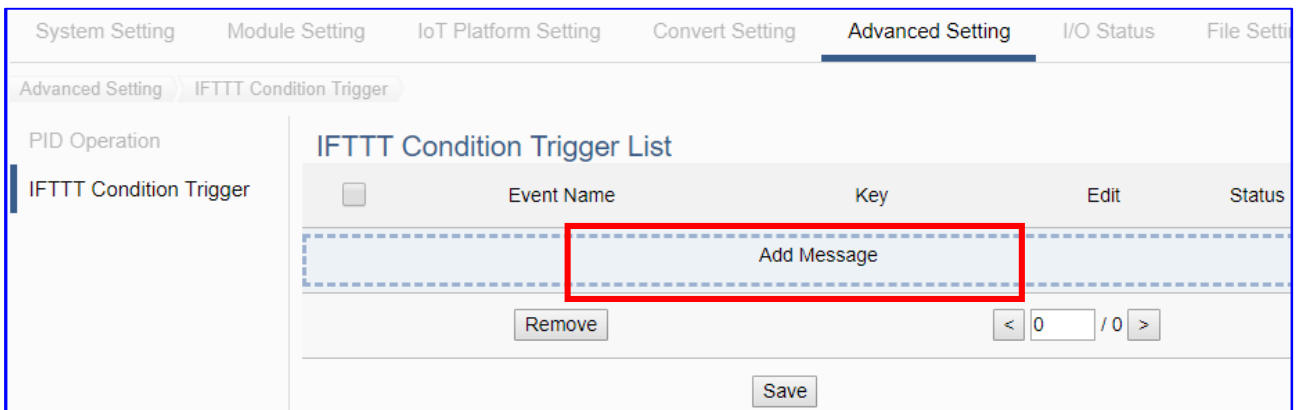 System Setting Module Setting IoT Platform Setting Convert Setting Advanced Setting I/O Status File
Advanced Setting IFTTT Condition Trigger
PID Operation
IFTTT Condition Trigger
IFTTT Condition Trigger List
Event Name Key Edit Status
Add Message
Remove < 0 / 0 >
Save